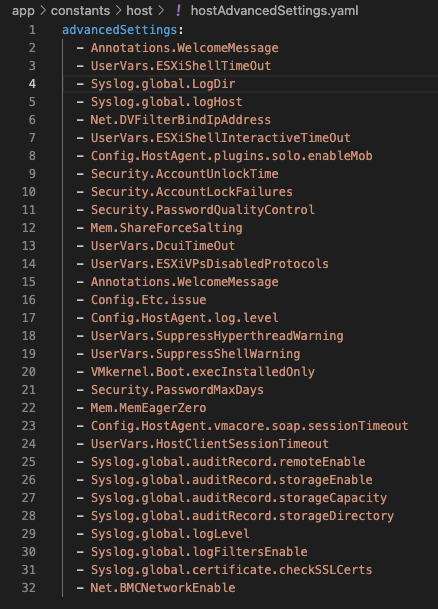 app > constants > host > ! hostAdvancedSettings.yaml
1 advancedSettings:
2 - Annotations.WelcomeMessage
3 - UserVars.ESXiShellTimeOut
4 - Syslog.global.LogDir
5 - Syslog.global.logHost
6 - Net.DVFilterBindIpAddress
7 - UserVars.ESXiShellInteractiveTimeOut
8 - Config.HostAgent.plugins.solo.enableMob
9 - Security.AccountUnlockTime
10 - Security.AccountLockFailures
11 - Security.PasswordQualityControl
12 - Mem.ShareForceSalting
13 - UserVars.DcuiTimeOut
14 - UserVars.ESXiVPsDisabledProtocols
15 - Annotations.WelcomeMessage
16 - Config.Etc.issue
17 - Config.HostAgent.log.level
18 - UserVars.SuppressHyperthreadWarning
19 - UserVars.SuppressShellWarning
20 - VMkernel.Boot.execInstalledOnly
21 - Security.PasswordMaxDays
22 - Mem.MemEagerZero
23 - Config.HostAgent.vmacore.soap.sessionTimeout
24 - UserVars.HostClientSessionTimeout
25 - Syslog.global.auditRecord.remoteEnable
26 - Syslog.global.auditRecord.storageEnable
27 - Syslog.global.auditRecord.storageCapacity
28 - Syslog.global.auditRecord.storageDirectory
29 - Syslog.global.logLevel
30 - Syslog.global.logFiltersEnable
31 - Syslog.global.certificate.checkSSLCerts
32 - Net.BMCNetworkEnable